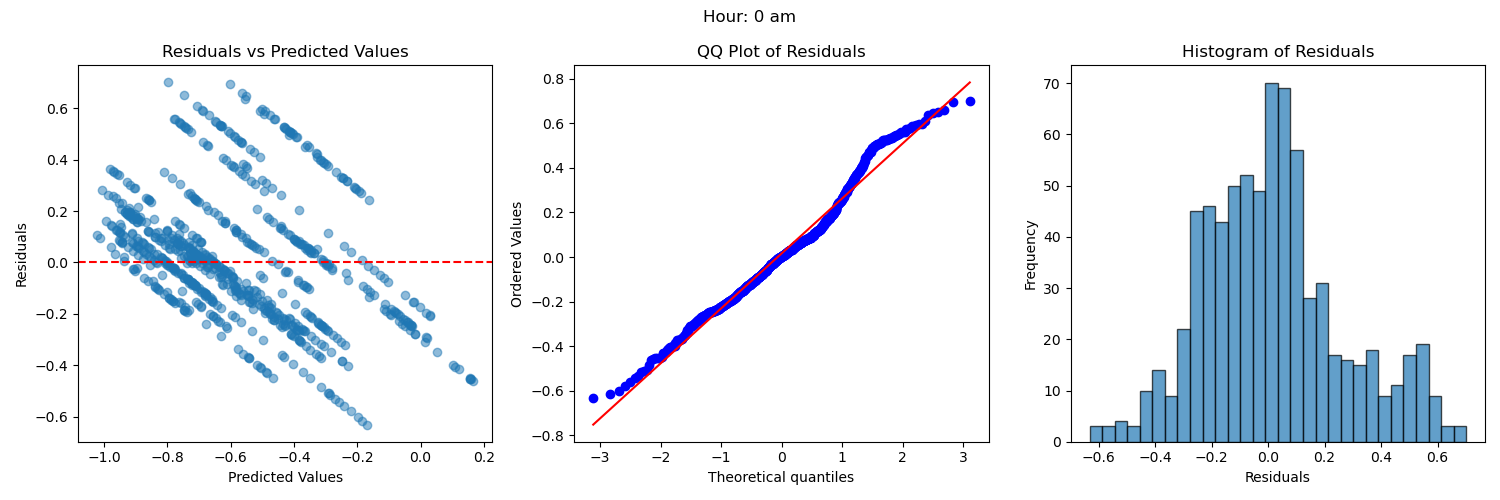 Hour: 0 am
Residuals vs Predicted Values
0.6
0.4
0.2
0.0
−0.2
−0.4
−0.6
−1.0 −0.8 −0.6 −0.4 −0.2 0.0 0.2
Residuals
Predicted Values
QQ Plot of Residuals
0.8
0.6
0.4
0.2
0.0
−0.2
−0.4
−0.6
−0.8
−3 −2 −1 0 1 2 3
Ordered Values
Theoretical quantiles
Histogram of Residuals
70
60
50
40
30
20
10
0
−0.6 −0.4 −0.2 0.0 0.2 0.4 0.6
Frequency
Residuals